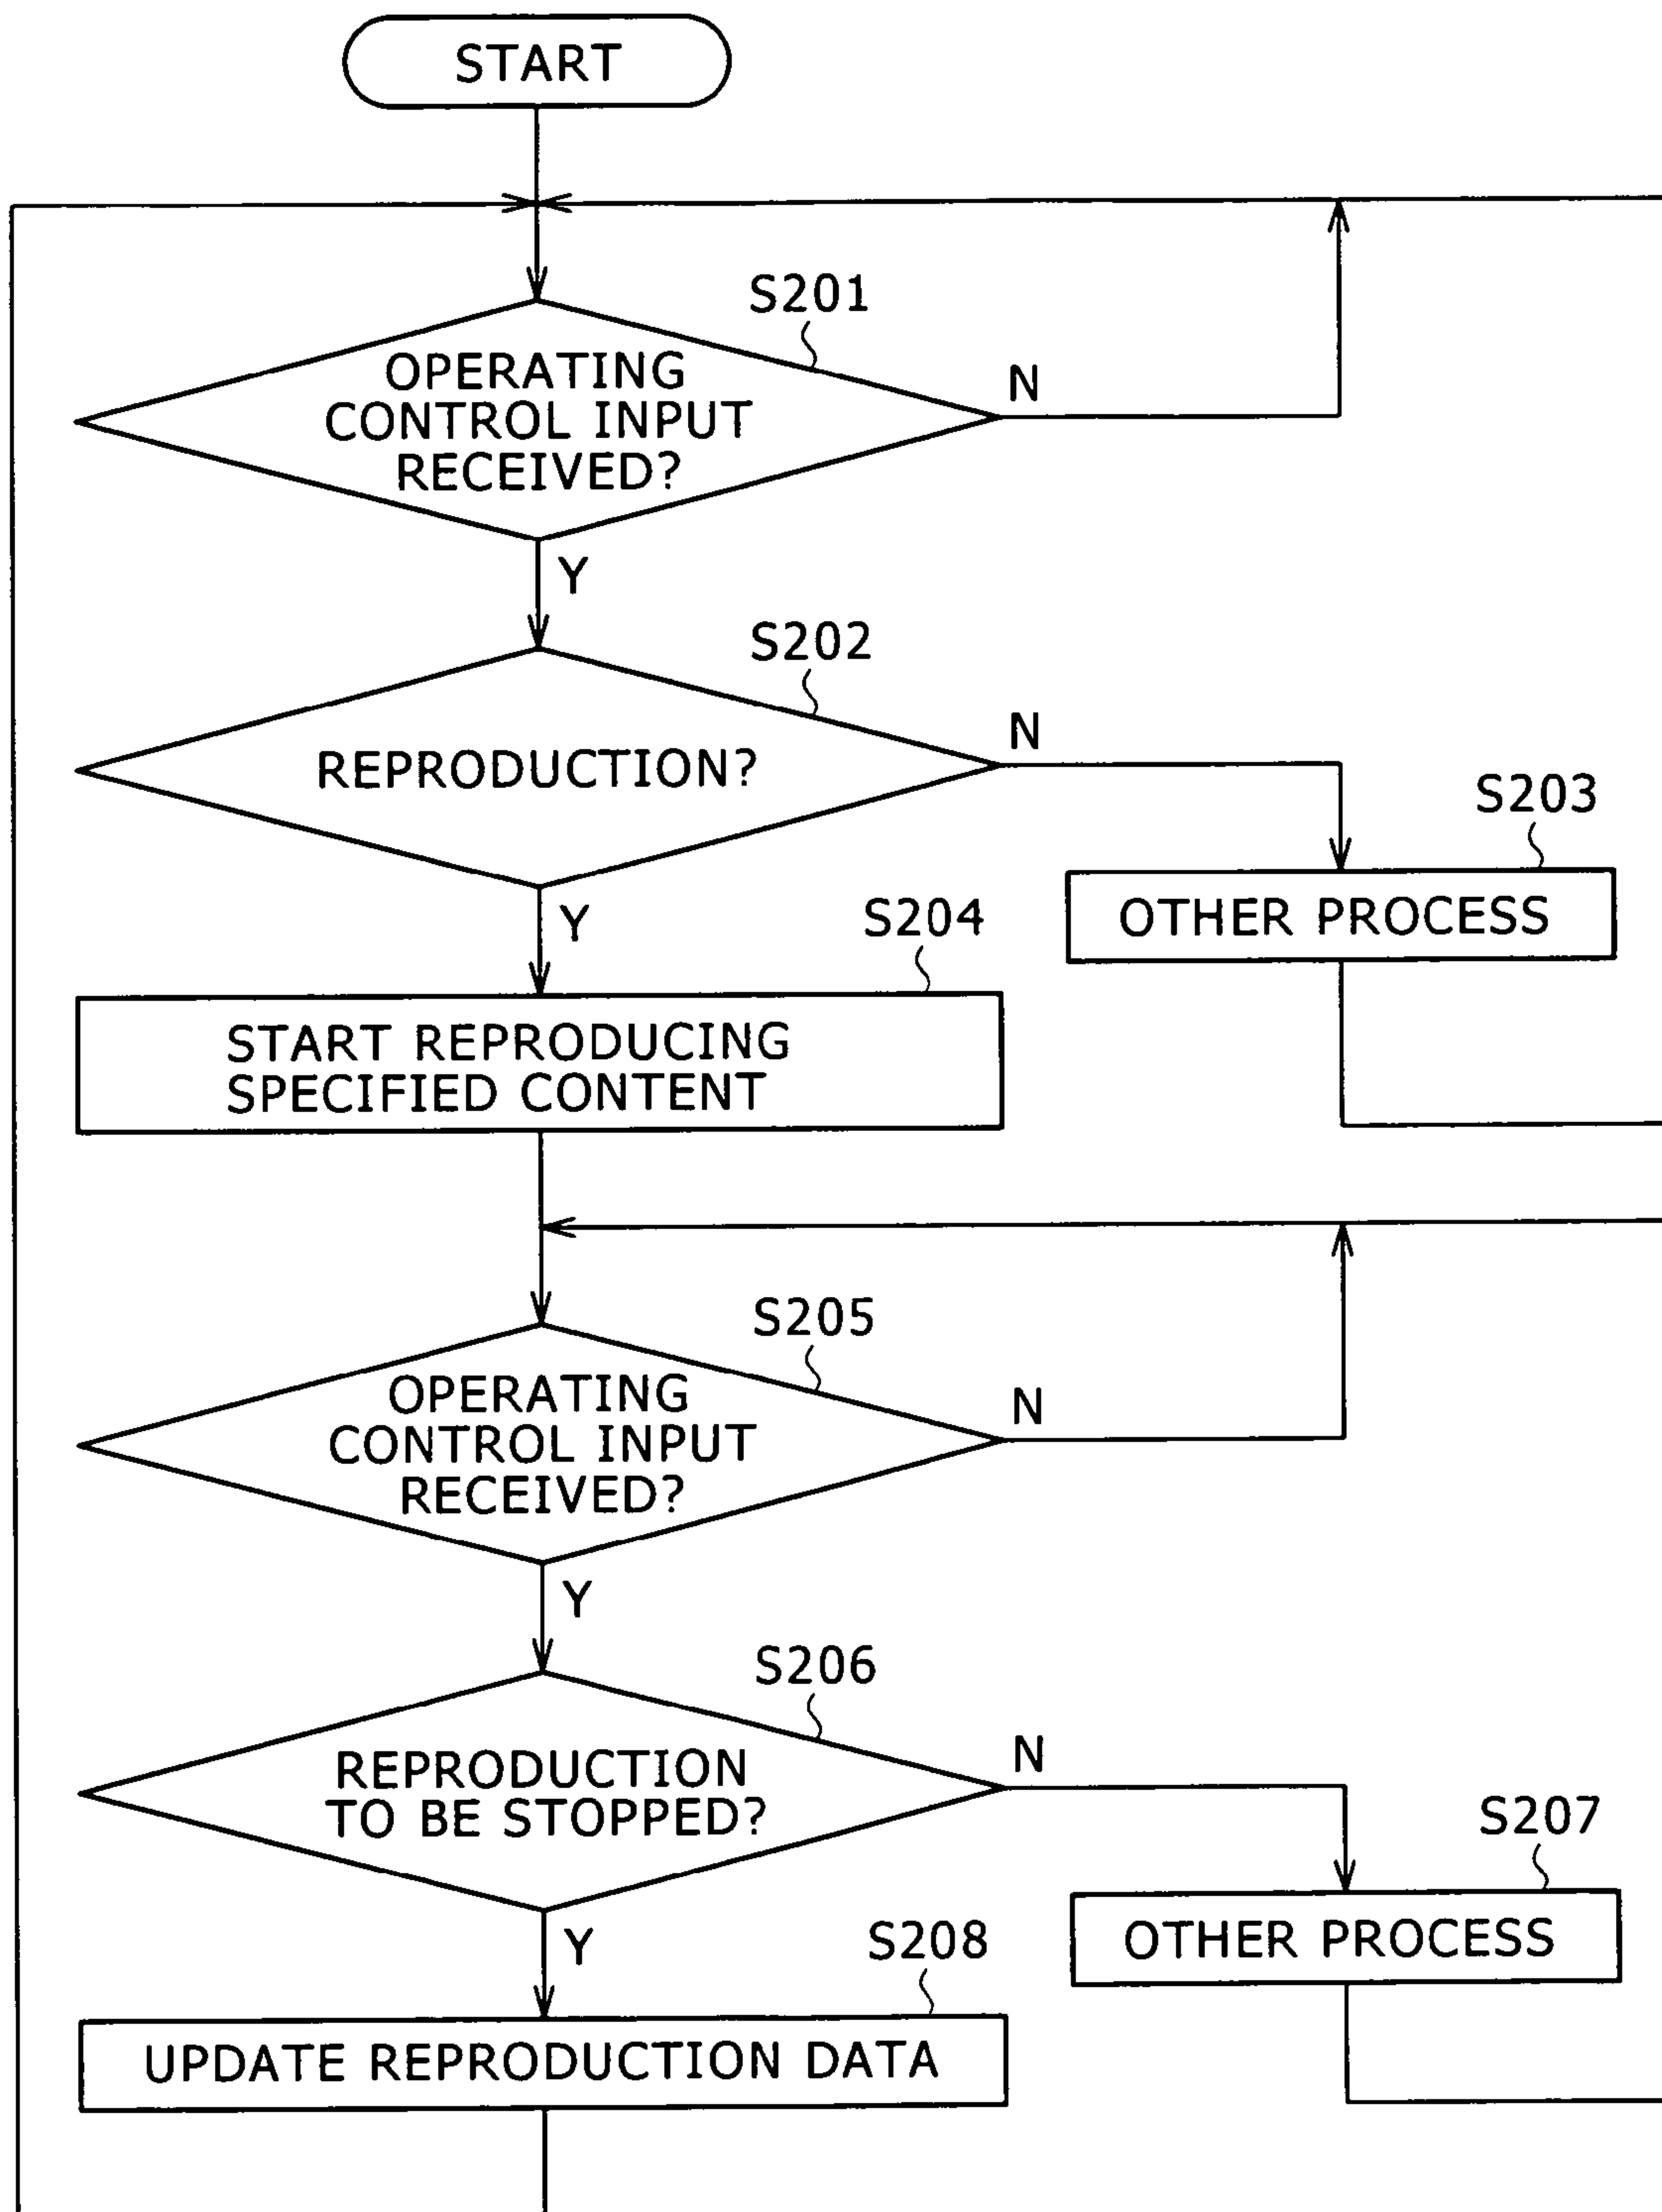 START
S201
OPERATING
CONTROL INPUT
RECEIVED?
N
Y
S202
REPRODUCTION?
N
S203
OTHER PROCESS
Y
S204
START REPRODUCING
SPECIFIED CONTENT
S205
OPERATING
CONTROL INPUT
RECEIVED?
N
Y
S206
REPRODUCTION
TO BE STOPPED?
N
S207
OTHER PROCESS
Y
S208
UPDATE REPRODUCTION DATA